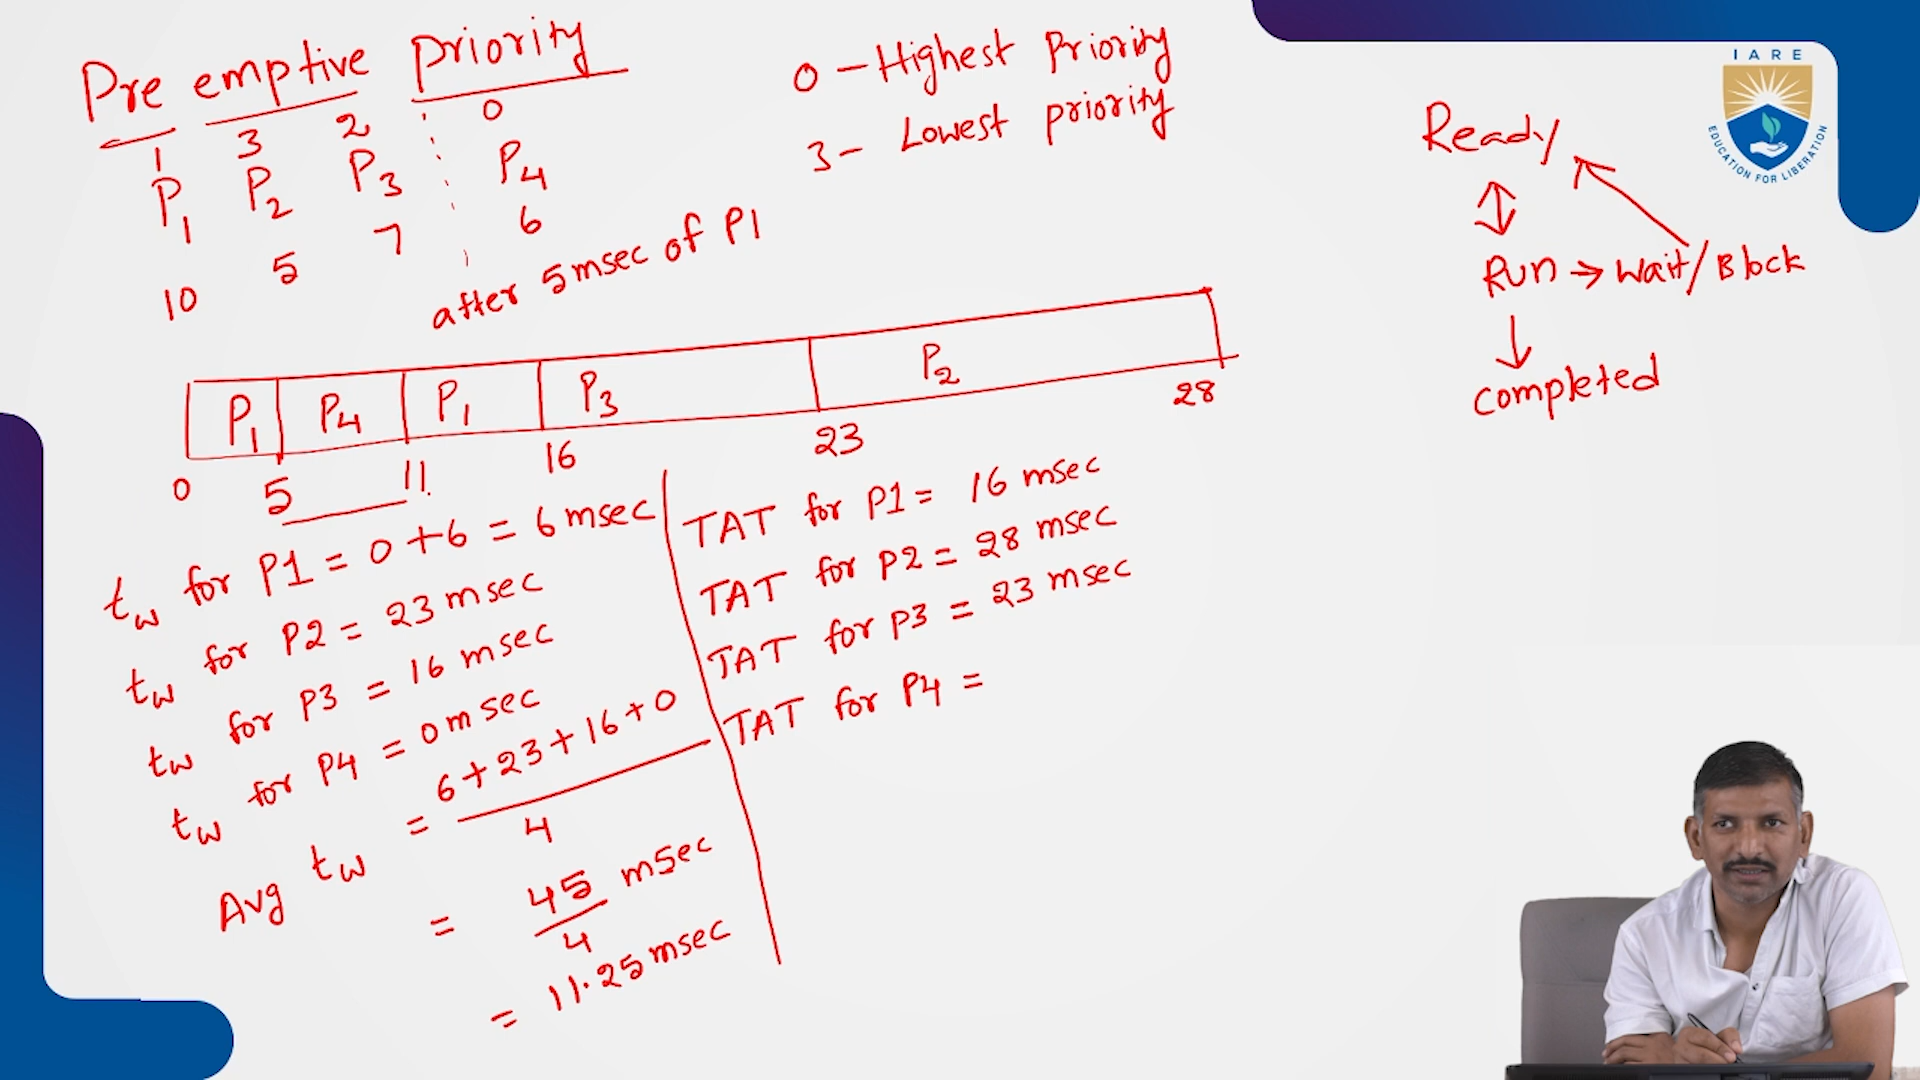 Pre emptive Priority
1 3 2 0
P1 P2 P3 P4
10 5 7 6
after 5msec of P1
0 - Highest Priority
3 - Lowest priority
P1 P4 P1 P3 P2
0 5 11 16 23 28
tw for P1 = 0+6 = 6 msec
tw for P2 = 23 msec
tw for P3 = 16 msec
tw for P4 = 0 msec
Avg tw = 6+23+16+0
4
= 45 msec
4
= 11.25 msec
TAT for P1 = 16 msec
TAT for P2 = 28 msec
TAT for P3 = 23 msec
TAT for P4 =
Ready
Run → Wait/Block
completed
IARE
EDUCATION FOR LIBERATION